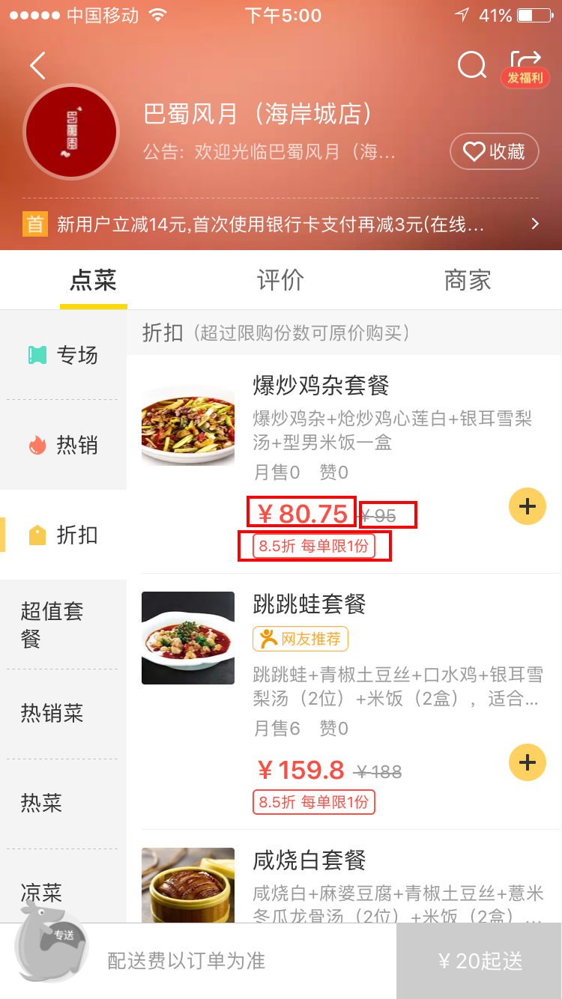 中国移动 下午5:00 41%
发福利
巴蜀风月（海岸城店）
公告: 欢迎光临巴蜀风月（海...
收藏
首 新用户立减14元,首次使用银行卡支付再减3元(在线...
点菜 评价 商家
专场
热销
折扣
超值套
餐
热销菜
热菜
凉菜
折扣（超过限购份数可原价购买）
爆炒鸡杂套餐
爆炒鸡杂+炝炒鸡心莲白+银耳雪梨
汤+型男米饭一盒
月售0 赞0
￥80.75 ￥95
8.5折 每单限1份
跳跳蛙套餐
网友推荐
跳跳蛙+青椒土豆丝+口水鸡+银耳雪
梨汤（2位）+米饭（2盒），适合...
月售6 赞0
￥159.8 ￥188
8.5折 每单限1份
咸烧白套餐
咸烧白+麻婆豆腐+青椒土豆丝+薏米
冬瓜龙骨汤（2位）+米饭（2盒）...
专送
配送费以订单为准
￥20起送